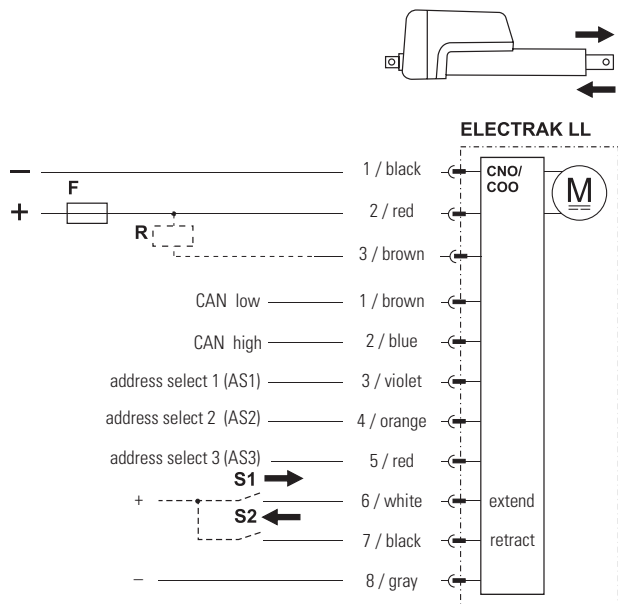 ELECTRAK LL
− 1 / black CNO/
COO
F
+ 2 / red M
R
3 / brown
CAN low 1 / brown
CAN high 2 / blue
address select 1 (AS1) 3 / violet
address select 2 (AS2) 4 / orange
address select 3 (AS3) 5 / red
S1
+ 6 / white extend
S2
7 / black retract
− 8 / gray